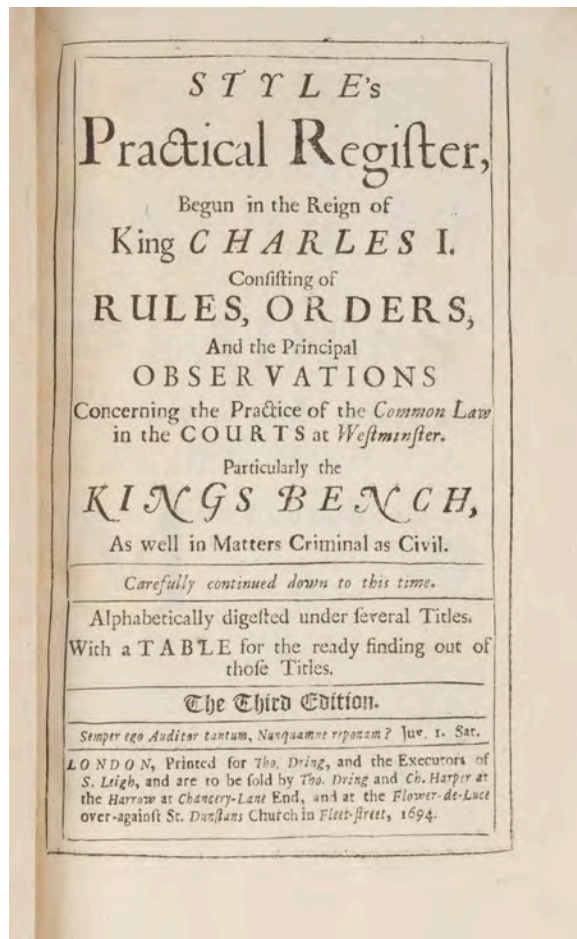 STYLE's
Practical Regiſter,
Begun in the Reign of
King CHARLES I.
Conſiſting of
RULES, ORDERS,
And the Principal
OBSERVATIONS
Concerning the Practice of the Common Law
in the COURTS at Weſtminſter.
Particularly the
KINGS BENCH,
As well in Matters Criminal as Civil.
Carefully continued down to this time.
Alphabetically digeſted under ſeveral Titles.
With a TABLE for the ready finding out of
thoſe Titles.
The Third Edition.
Semper ego Auditor tantum, Nunquamne reponam? Juv. 1. Sat.
LONDON, Printed for Tho. Dring, and the Executors of
S. Leigh, and are to be ſold by Tho. Dring and Ch. Harper at
the Harrow at Chancery-Lane End, and at the Flower-de-Luce
over-againſt St. Dunſtans Church in Fleet-ſtreet, 1694.